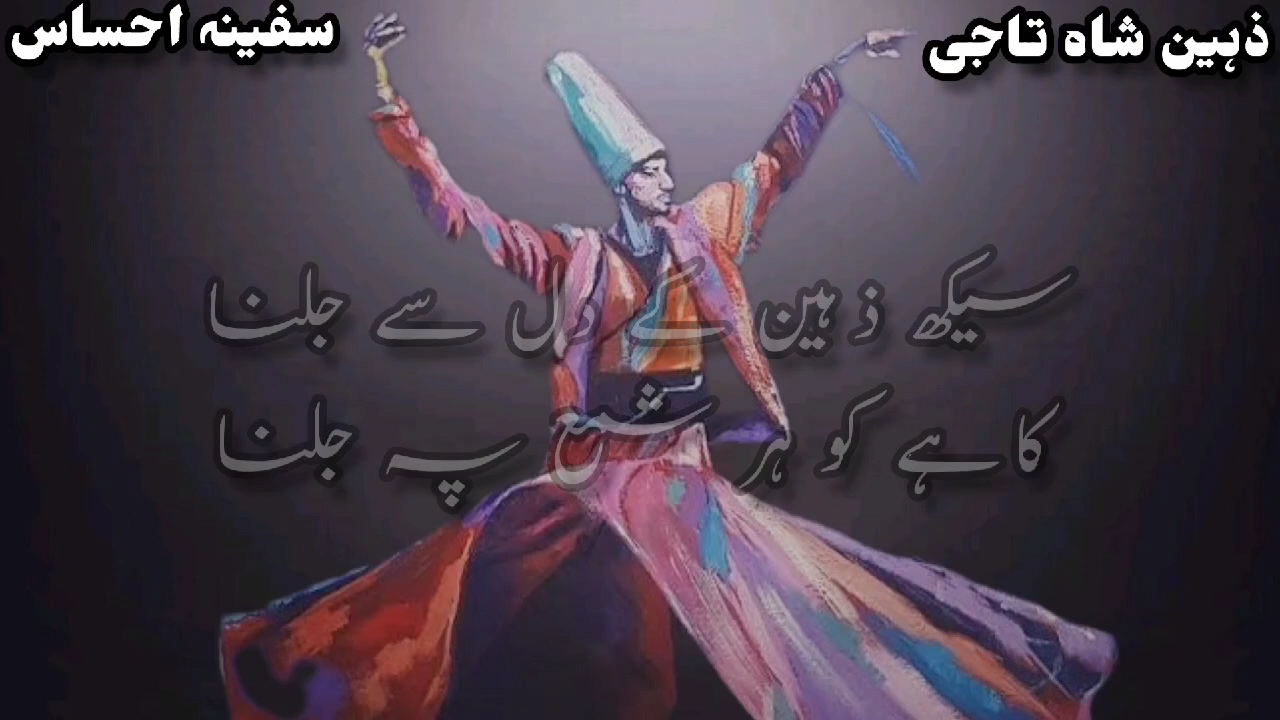 ذہین شاہ تاجی
سفینہ احساس
سیکھ ذہین کے دل سے جلنا
کاہے کو ہر شمع پہ جلنا